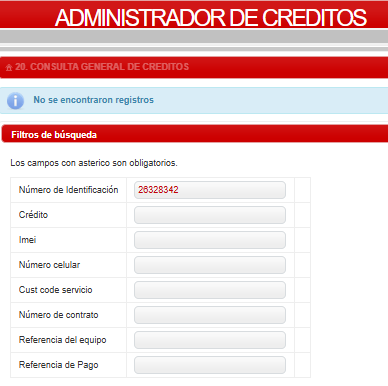 ADMINISTRADOR DE CREDITOS
20. CONSULTA GENERAL DE CREDITOS
No se encontraron registros
Filtros de búsqueda
Los campos con asterico son obligatorios.
Número de Identificación 26328342
Crédito
Imei
Número celular
Cust code servicio
Número de contrato
Referencia del equipo
Referencia de Pago